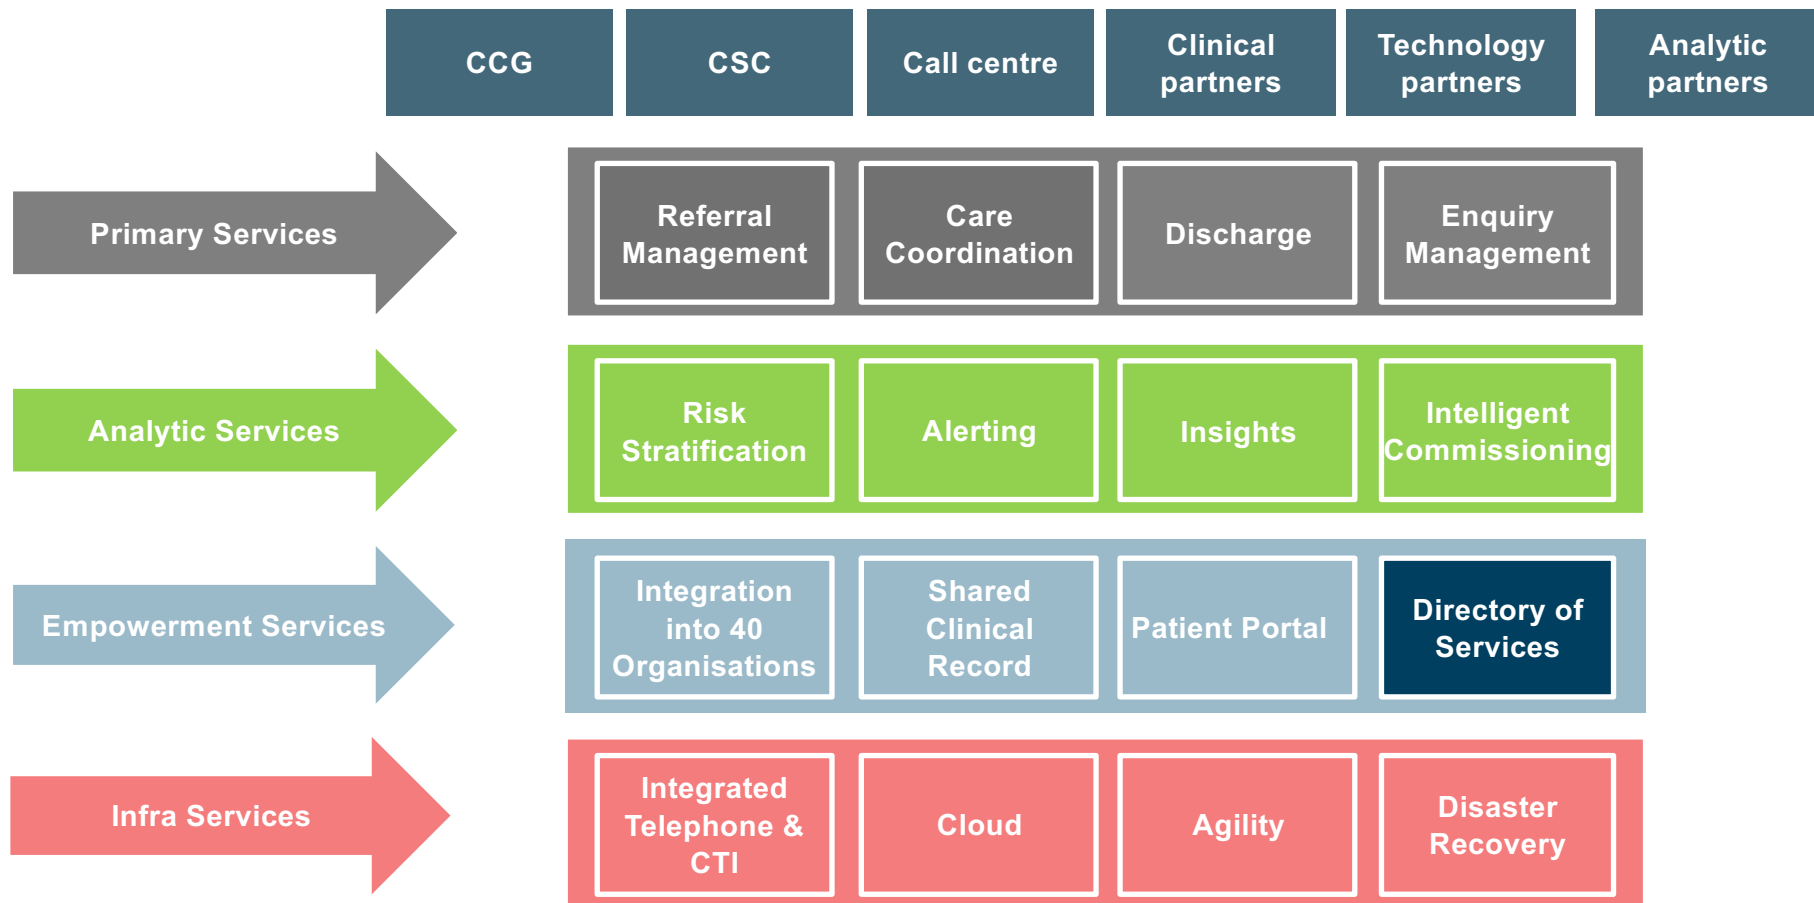 CCG
CSC
Call centre
Clinical
partners
Technology
partners
Analytic
partners
Primary Services
Referral
Management
Care
Coordination
Discharge
Enquiry
Management
Analytic Services
Risk
Stratification
Alerting
Insights
Intelligent
Commissioning
Empowerment Services
Integration
into 40
Organisations
Shared
Clinical
Record
Patient Portal
Directory of
Services
Infra Services
Integrated
Telephone &
CTI
Cloud
Agility
Disaster
Recovery